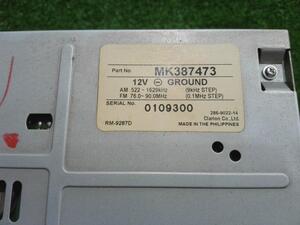 Part No. MK387473
12V ⊖ GROUND
AM 522 ~ 1629kHz (9kHz STEP)
FM 76.0~ 90.0MHz (0.1MHz STEP)
SERIAL No.
0109300
286-9022-14
Clarion Co., Ltd.
RM-9287D MADE IN THE PHILIPPINES